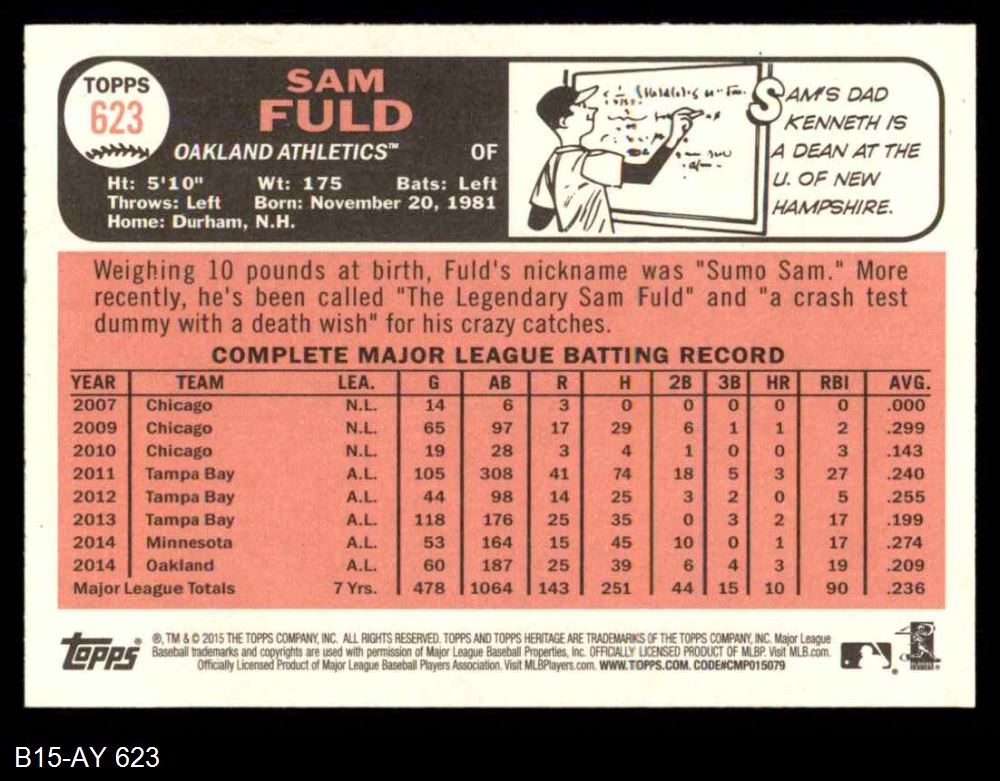 TOPPS
623
SAM
FULD
OAKLAND ATHLETICS™ OF
Ht: 5'10" Wt: 175 Bats: Left
Throws: Left Born: November 20, 1981
Home: Durham, N.H.
SAM'S DAD
KENNETH IS
A DEAN AT THE
U. OF NEW
HAMPSHIRE.
Weighing 10 pounds at birth, Fuld's nickname was "Sumo Sam." More
recently, he's been called "The Legendary Sam Fuld" and "a crash test
dummy with a death wish" for his crazy catches.
COMPLETE MAJOR LEAGUE BATTING RECORD
YEAR TEAM LEA. G AB R H 2B 3B HR RBI AVG.
2007 Chicago N.L. 14 6 3 0 0 0 0 0 .000
2009 Chicago N.L. 65 97 17 29 6 1 1 2 .299
2010 Chicago N.L. 19 28 3 4 1 0 0 3 .143
2011 Tampa Bay A.L. 105 308 41 74 18 5 3 27 .240
2012 Tampa Bay A.L. 44 98 14 25 3 2 0 5 .255
2013 Tampa Bay A.L. 118 176 25 35 0 3 2 17 .199
2014 Minnesota A.L. 53 164 15 45 10 0 1 17 .274
2014 Oakland A.L. 60 187 25 39 6 4 3 19 .209
Major League Totals 7 Yrs. 478 1064 143 251 44 15 10 90 .236
Topps®
®, TM & © 2015 THE TOPPS COMPANY, INC. ALL RIGHTS RESERVED. TOPPS AND TOPPS HERITAGE ARE TRADEMARKS OF THE TOPPS COMPANY, INC. Major League
Baseball trademarks and copyrights are used with permission of Major League Baseball Properties, Inc. OFFICIALLY LICENSED PRODUCT OF MLBP. Visit MLB.com.
Officially Licensed Product of Major League Baseball Players Association. Visit MLBPlayers.com. WWW.TOPPS.COM. CODE#CMP015079
B15-AY 623